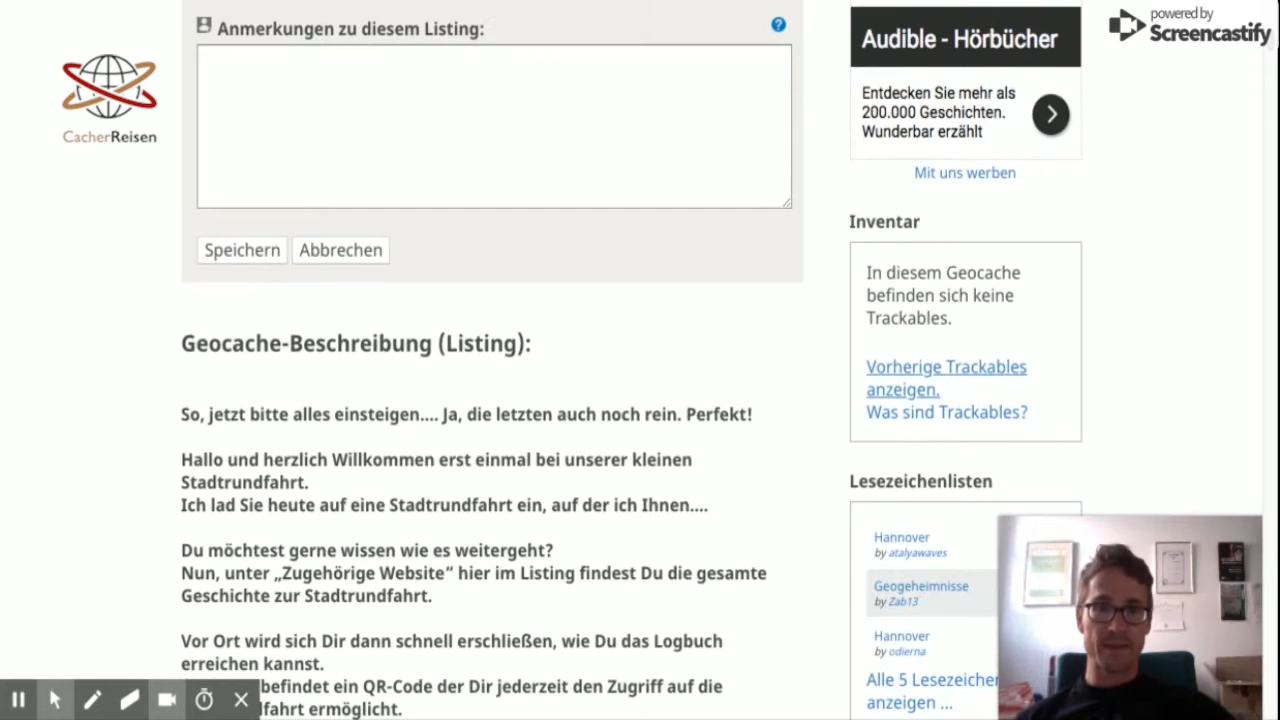 Anmerkungen zu diesem Listing:
?
CacherReisen
Speichern
Abbrechen
Geocache-Beschreibung (Listing):
So, jetzt bitte alles einsteigen.... Ja, die letzten auch noch rein. Perfekt!
Hallo und herzlich Willkommen erst einmal bei unserer kleinen
Stadtrundfahrt.
Ich lad Sie heute auf eine Stadtrundfahrt ein, auf der ich Ihnen....
Du möchtest gerne wissen wie es weitergeht?
Nun, unter „Zugehörige Website“ hier im Listing findest Du die gesamte
Geschichte zur Stadtrundfahrt.
Vor Ort wird sich Dir dann schnell erschließen, wie Du das Logbuch
erreichen kannst.
befindet ein QR-Code der Dir jederzeit den Zugriff auf die
fahrt ermöglicht.
powered by
Screencastify
Audible - Hörbücher
Entdecken Sie mehr als
200.000 Geschichten.
Wunderbar erzählt
Mit uns werben
Inventar
In diesem Geocache
befinden sich keine
Trackables.
Vorherige Trackables
anzeigen.
Was sind Trackables?
Lesezeichenlisten
Hannover
by atalyawaves
Geogeheimnisse
by Zab13
Hannover
by odierna
Alle 5 Lesezeichen
anzeigen ...